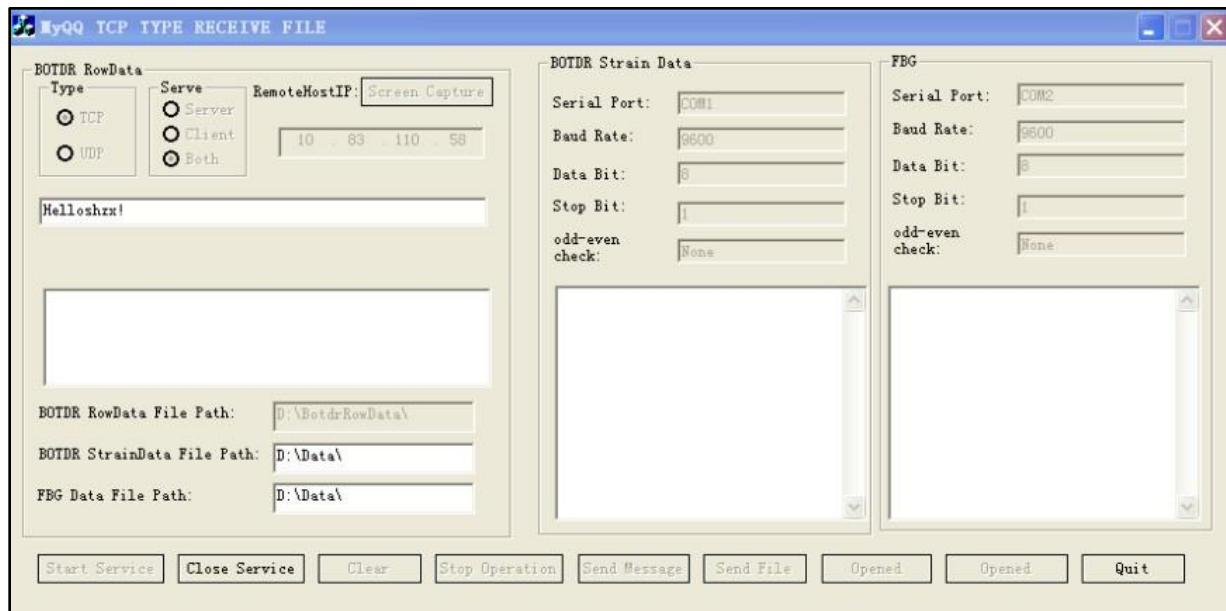 MyQQ TCP TYPE RECEIVE FILE
BOTDR RowData
Type
TCP
UDP
Serve
Server
Client
Both
RemoteHostIP: Screen Capture
10 . 83 . 110 . 58
Helloshzx!
BOTDR RowData File Path: D:\BotdrRowData\
BOTDR StrainData File Path: D:\Data\
FBG Data File Path: D:\Data\
BOTDR Strain Data
Serial Port: COM1
Baud Rate: 9600
Data Bit: 8
Stop Bit: 1
odd-even
check: None
FBG
Serial Port: COM2
Baud Rate: 9600
Data Bit: 8
Stop Bit: 1
odd-even
check: None
Start Service Close Service Clear Stop Operation Send Message Send File Opened Opened Quit